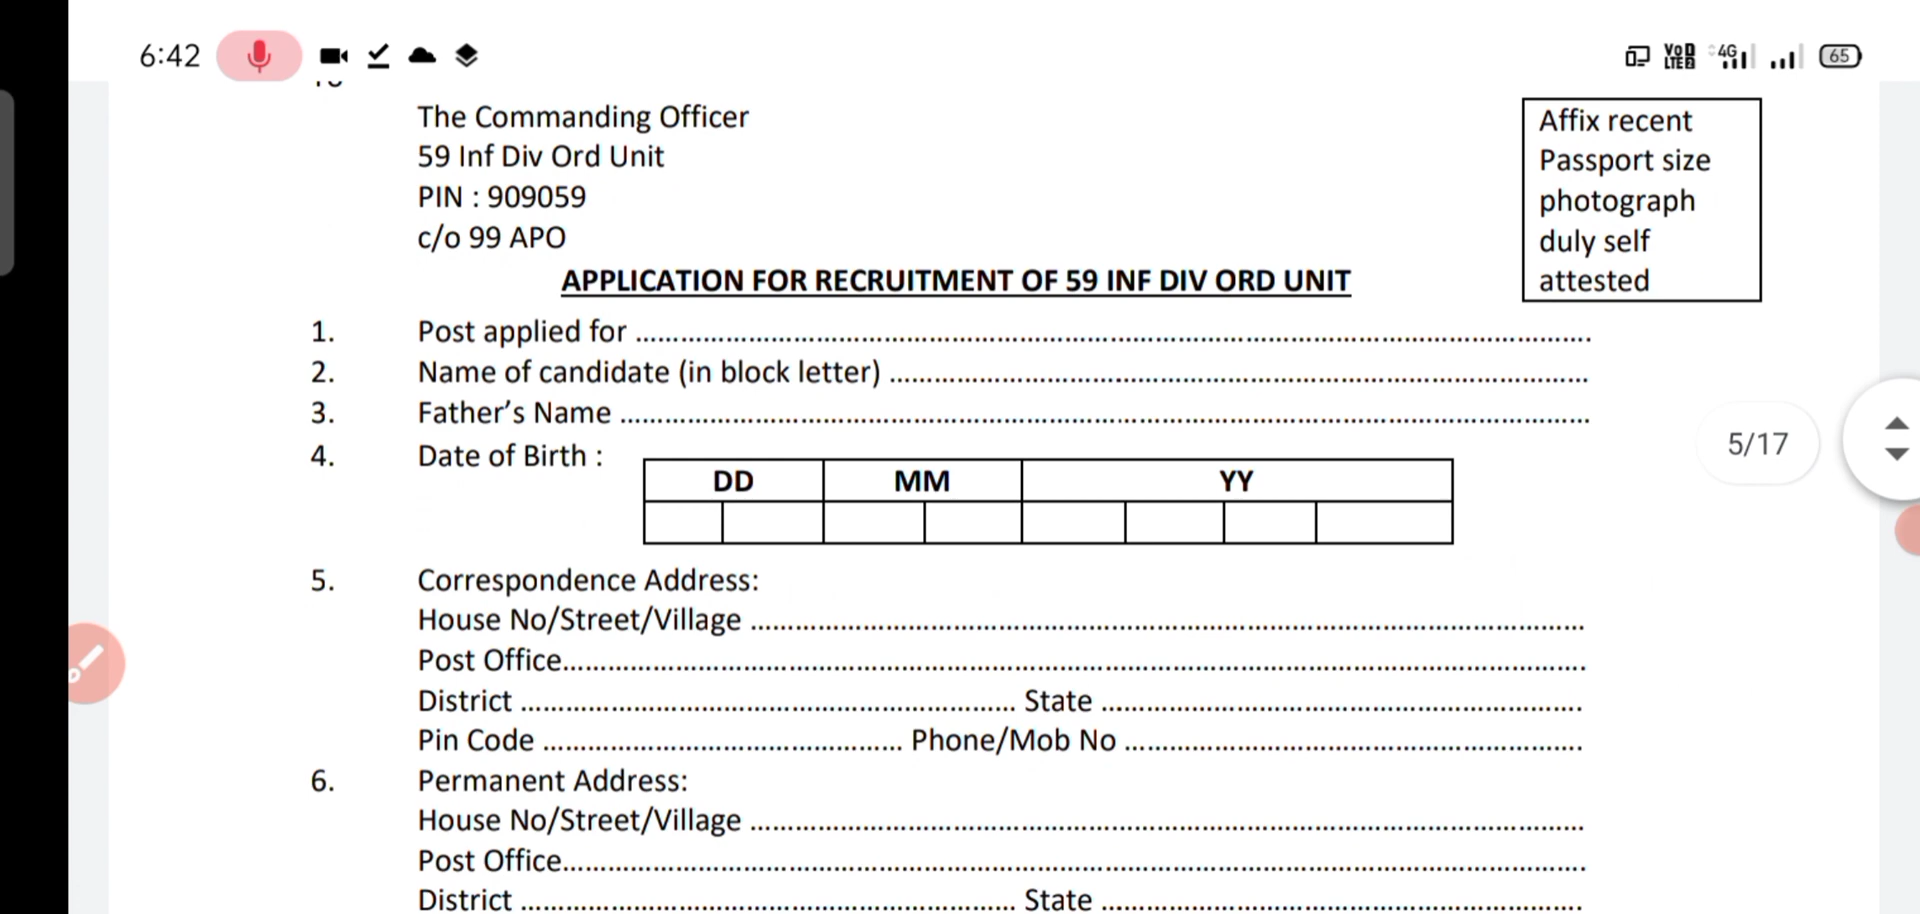 6:42
VoD LTE2 4G 65
The Commanding Officer
59 Inf Div Ord Unit
PIN : 909059
c/o 99 APO
Affix recent
Passport size
photograph
duly self
attested
APPLICATION FOR RECRUITMENT OF 59 INF DIV ORD UNIT
1. Post applied for ................................................................
2. Name of candidate (in block letter) ................................................................
3. Father’s Name ................................................................
4. Date of Birth :
DD MM YY
5/17
5. Correspondence Address:
House No/Street/Village ................................................................
Post Office................................................................
District ................................ State ................................
Pin Code ................................ Phone/Mob No ................................
6. Permanent Address:
House No/Street/Village ................................................................
Post Office................................................................
District ................................ State ................................